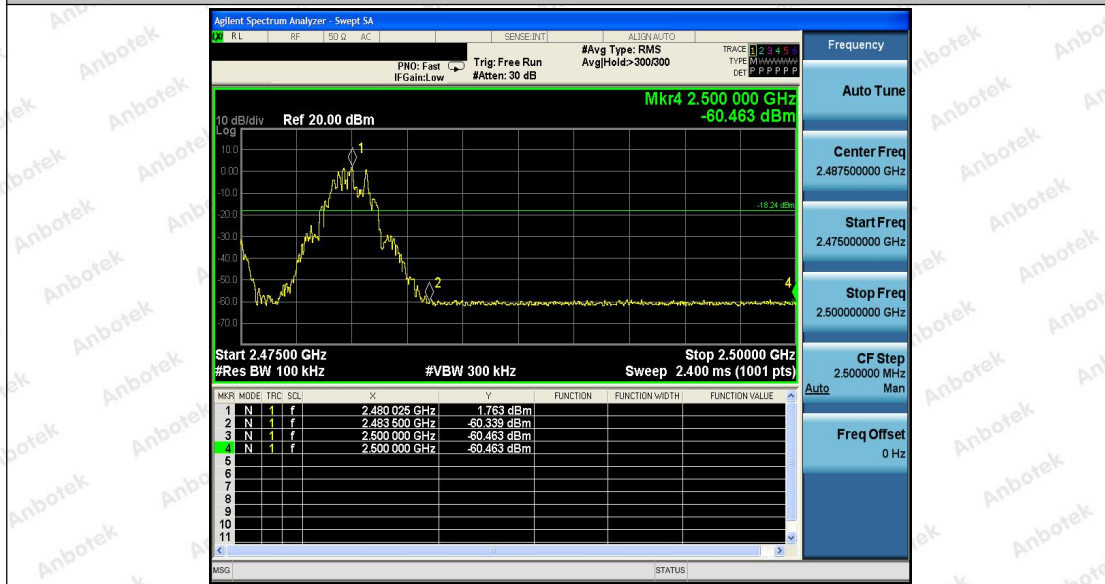 Agilent Spectrum Analyzer - Swept SA
RL RF 50 Ω AC SENSE:INT ALIGNAUTO
PNO: Fast
IFGain:Low
Trig: Free Run
#Atten: 30 dB
#Avg Type: RMS
Avg|Hold:>300/300
TRACE 1 2 3 4 5 6
TYPE M
DET P P P P P P
Mkr4 2.500 000 GHz
-60.463 dBm
10 dB/div Ref 20.00 dBm
Log
10.0
0.00
-10.0
-20.0
-30.0
-40.0
-50.0
-60.0
-70.0
1
2
4
-18.24 dBm
Start 2.47500 GHz Stop 2.50000 GHz
#Res BW 100 kHz #VBW 300 kHz Sweep 2.400 ms (1001 pts)
MKR MODE TRC SCL X Y FUNCTION FUNCTION WIDTH FUNCTION VALUE
1 N 1 f 2.480 025 GHz 1.763 dBm
2 N 1 f 2.483 500 GHz -60.339 dBm
3 N 1 f 2.500 000 GHz -60.463 dBm
4 N 1 f 2.500 000 GHz -60.463 dBm
5
6
7
8
9
10
11
MSG STATUS
Frequency
Auto Tune
Center Freq
2.487500000 GHz
Start Freq
2.475000000 GHz
Stop Freq
2.500000000 GHz
CF Step
2.500000 MHz
Auto Man
Freq Offset
0 Hz
Anbotek